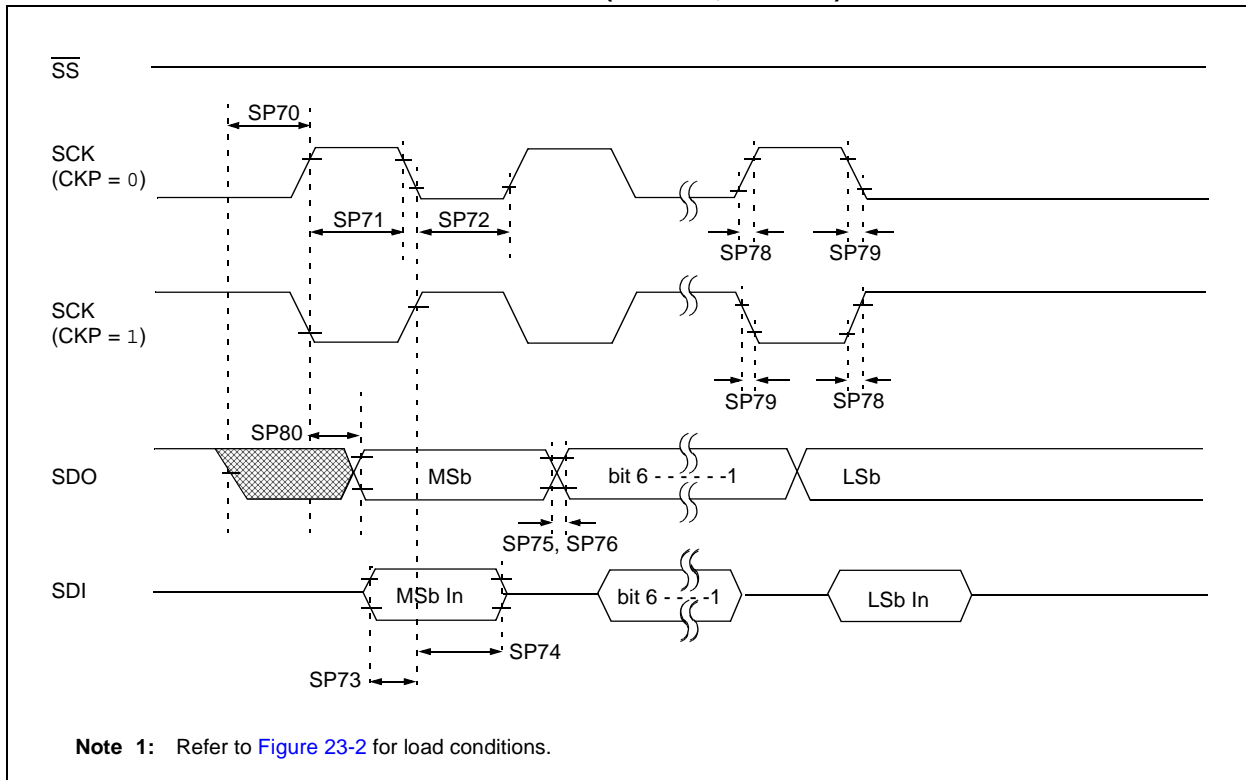 SS
SP70
SCK
(CKP = 0)
SP71
SP72
SP78
SP79
SCK
(CKP = 1)
SP79
SP78
SP80
SDO
MSb
bit 6 - - - - - -1
LSb
SP75, SP76
SDI
MSb In
bit 6 - - - - -1
LSb In
SP74
SP73
Note 1: Refer to Figure 23-2 for load conditions.